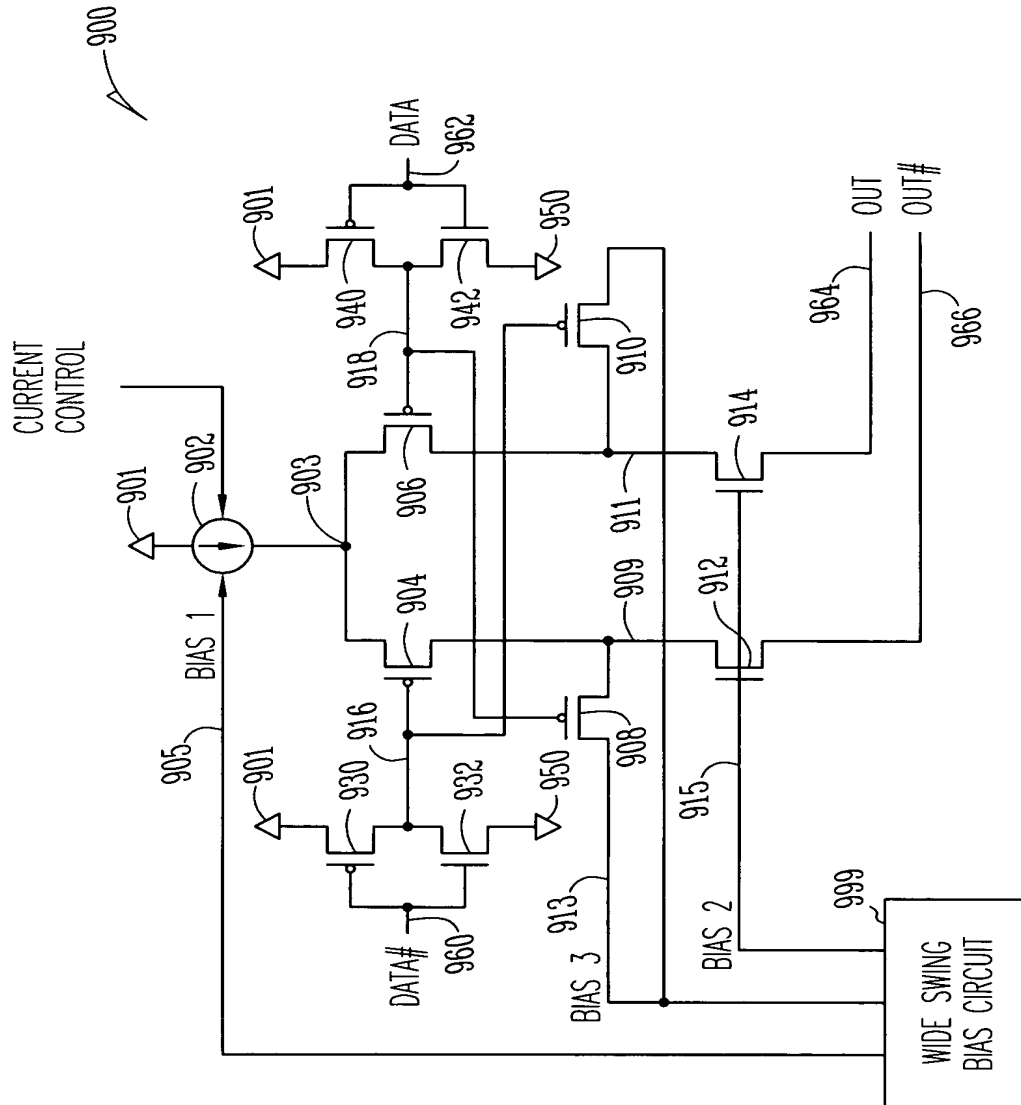 900
CURRENT
CONTROL
901
902
BIAS 1
905
903
901
901
930
916
904
906
918
940
DATA
962
942
950
932
950
DATA#
960
908
910
913
909
911
BIAS 3
BIAS 2
915
912
914
964
OUT
OUT#
966
999
WIDE SWING
BIAS CIRCUIT